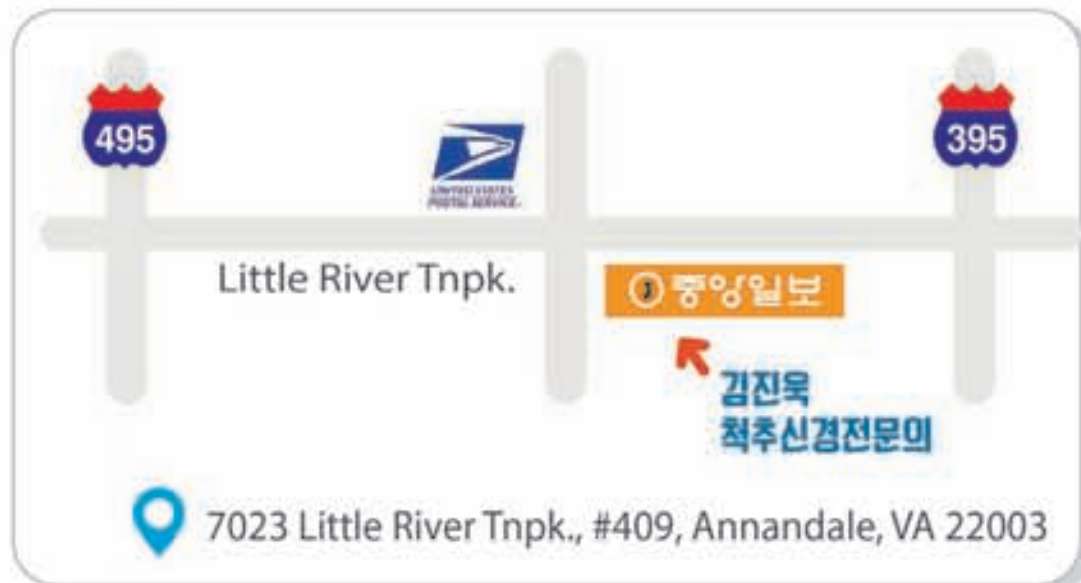 495
395
UNITED STATES
POSTAL SERVICE.
Little River Tnpk.
J 중앙일보
김진욱
척추신경전문의
7023 Little River Tnpk., #409, Annandale, VA 22003